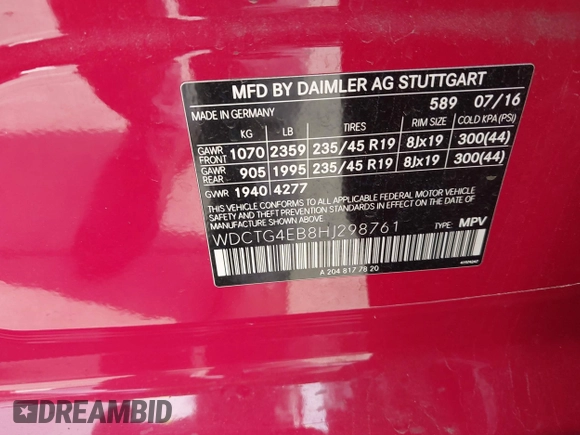 MFD BY DAIMLER AG STUTTGART
MADE IN GERMANY 589 07/16
KG LB TIRES RIM SIZE COLD KPA (PSI)
GAWR FRONT 1070 2359 235/45 R19 8Jx19 300(44)
GAWR REAR 905 1995 235/45 R19 8Jx19 300(44)
GVWR 1940 4277
THIS VEHICLE CONFORMS TO ALL APPLICABLE FEDERAL MOTOR VEHICLE
SAFETY BUMPER AND THEFT PREVENTION STANDARDS IN EFFECT ON THE DATE OF
MANUFACTURE SHOWN ABOVE.
WDCTG4EB8HJ298761 TYPE: MPV
A 204 817 78 20
DREAMBID